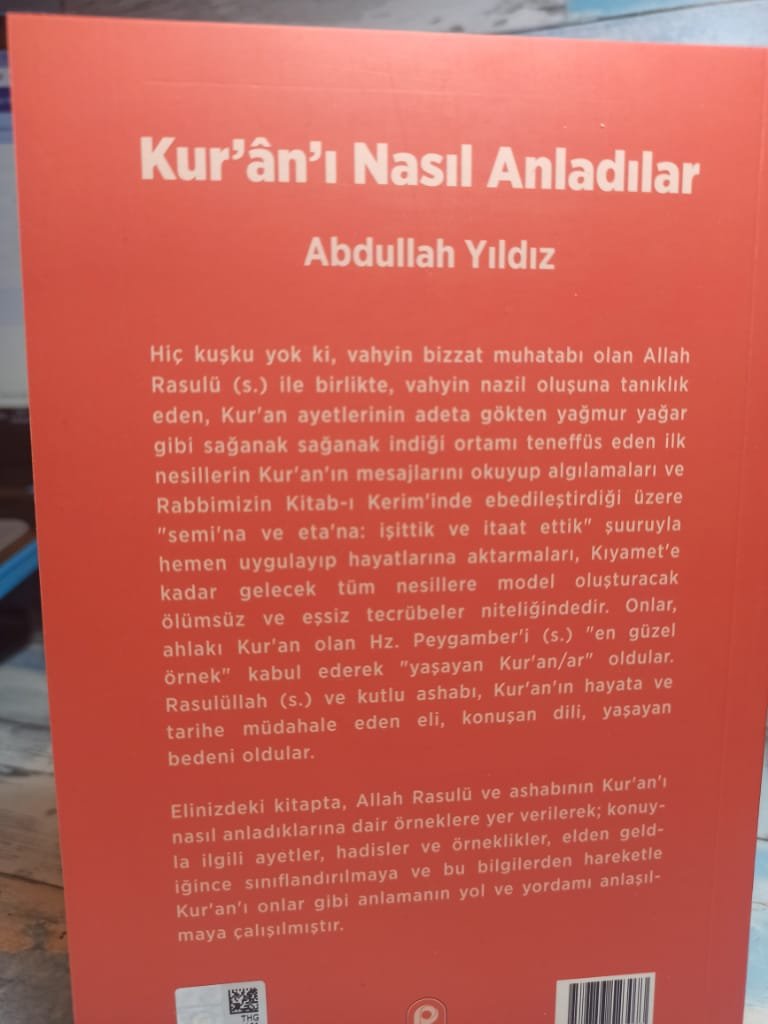 Kur'ân'ı Nasıl Anladılar
Abdullah Yıldız
Hiç kuşku yok ki, vahyin bizzat muhatabı olan Allah
Rasulü (s.) ile birlikte, vahyin nazil oluşuna tanıklık
eden, Kur'an ayetlerinin adeta gökten yağmur yağar
gibi sağanak sağanak indiği ortamı teneffüs eden ilk
nesillerin Kur'an'ın mesajlarını okuyup algılamaları ve
Rabbimizin Kitab-ı Kerim'inde ebedileştirdiği üzere
"semi'na ve eta'na: işittik ve itaat ettik" şuuruyla
hemen uygulayıp hayatlarına aktarmaları, Kıyamet'e
kadar gelecek tüm nesillere model oluşturacak
ölümsüz ve eşsiz tecrübeler niteliğindedir. Onlar,
ahlakı Kur'an olan Hz. Peygamber'i (s.) "en güzel
örnek" kabul ederek "yaşayan Kur'an/ar" oldular.
Rasulüllah (s.) ve kutlu ashabı, Kur'an'ın hayata ve
tarihe müdahale eden eli, konuşan dili, yaşayan
bedeni oldular.
Elinizdeki kitapta, Allah Rasulü ve ashabının Kur'an'ı
nasıl anladıklarına dair örneklere yer verilerek; konuy-
la ilgili ayetler, hadisler ve örneklikler, elden geld-
iğince sınıflandırılmaya ve bu bilgilerden hareketle
Kur'an'ı onlar gibi anlamanın yol ve yordamı anlaşıl-
maya çalışılmıştır.
THG